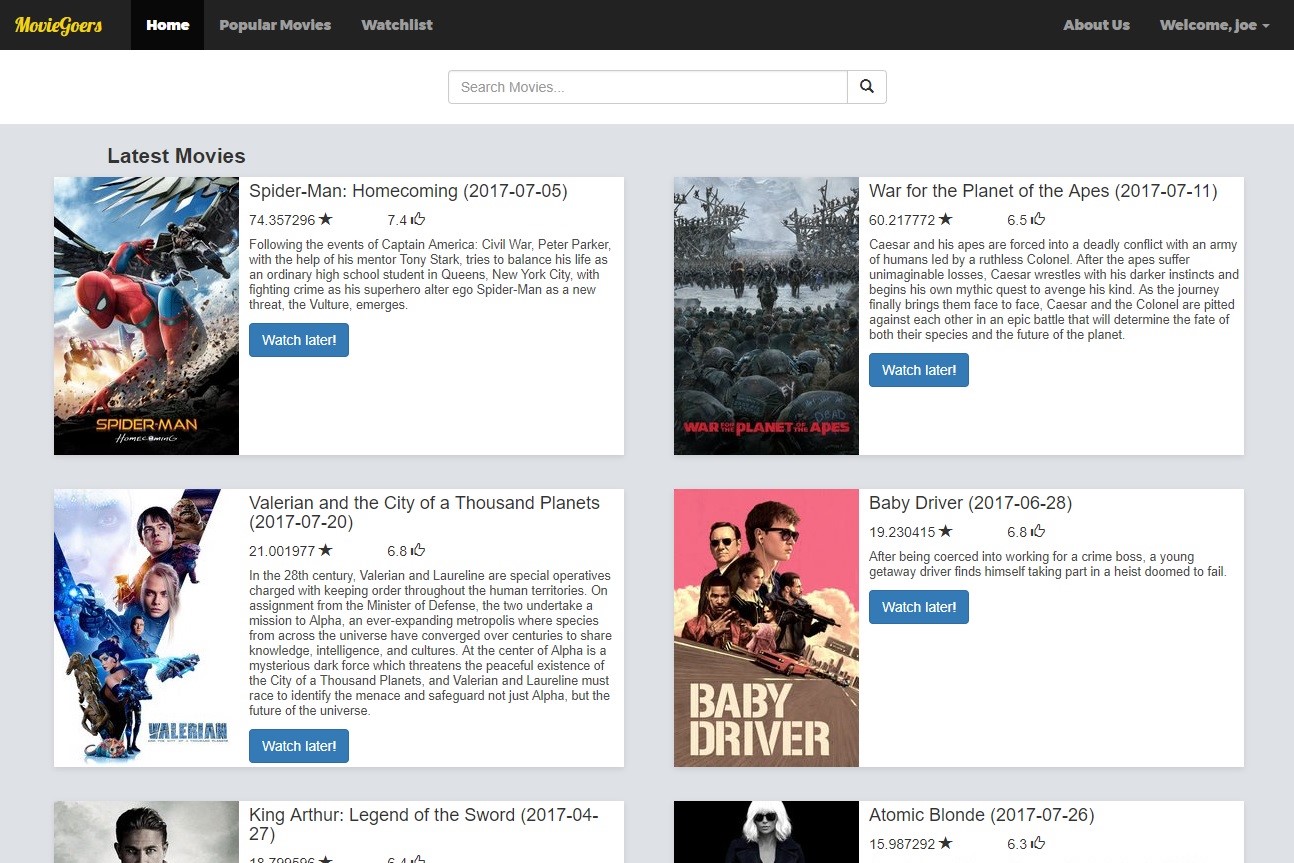 MovieGoers Home Popular Movies Watchlist About Us Welcome, joe
Search Movies...
Latest Movies
SPIDER-MAN
HOMECOMING
Spider-Man: Homecoming (2017-07-05)
74.357296 ★ 7.4
Following the events of Captain America: Civil War, Peter Parker,
with the help of his mentor Tony Stark, tries to balance his life as
an ordinary high school student in Queens, New York City, with
fighting crime as his superhero alter ego Spider-Man as a new
threat, the Vulture, emerges.
Watch later!
WAR FOR THE PLANET OF THE APES
War for the Planet of the Apes (2017-07-11)
60.217772 ★ 6.5
Caesar and his apes are forced into a deadly conflict with an army
of humans led by a ruthless Colonel. After the apes suffer
unimaginable losses, Caesar wrestles with his darker instincts and
begins his own mythic quest to avenge his kind. As the journey
finally brings them face to face, Caesar and the Colonel are pitted
against each other in an epic battle that will determine the fate of
both their species and the future of the planet.
Watch later!
VALERIAN
AND THE CITY OF A THOUSAND PLANETS
Valerian and the City of a Thousand Planets
(2017-07-20)
21.001977 ★ 6.8
In the 28th century, Valerian and Laureline are special operatives
charged with keeping order throughout the human territories. On
assignment from the Minister of Defense, the two undertake a
mission to Alpha, an ever-expanding metropolis where species
from across the universe have converged over centuries to share
knowledge, intelligence, and cultures. At the center of Alpha is a
mysterious dark force which threatens the peaceful existence of
the City of a Thousand Planets, and Valerian and Laureline must
race to identify the menace and safeguard not just Alpha, but the
future of the universe.
Watch later!
BABY
DRIVER
Baby Driver (2017-06-28)
19.230415 ★ 6.8
After being coerced into working for a crime boss, a young
getaway driver finds himself taking part in a heist doomed to fail.
Watch later!
King Arthur: Legend of the Sword (2017-04-
27)
18.799596 ★ 6.4
Atomic Blonde (2017-07-26)
15.987292 ★ 6.3